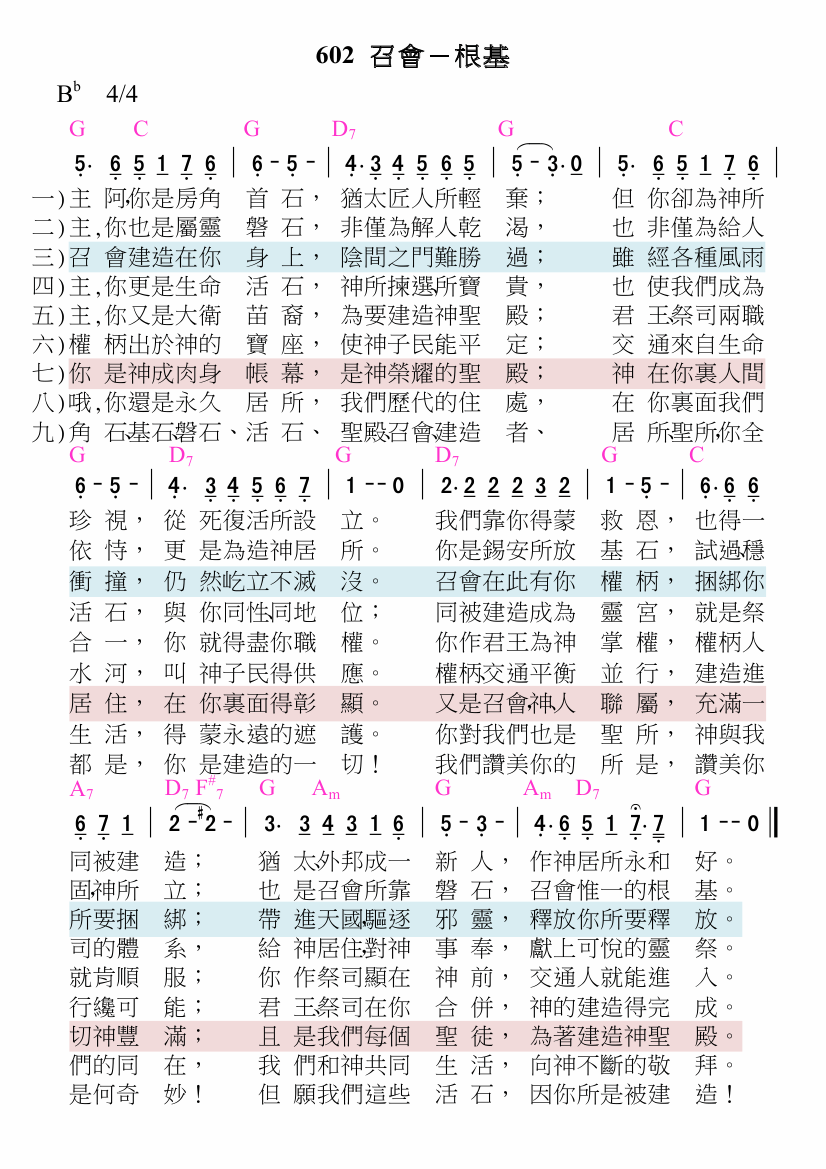 602 召會－根基
Bb 4/4
G C G D7 G C
5· 6 5 1 7 6 | 6 - 5 - | 4· 3 4 5 6 5 | 5 - 3· 0 | 5· 6 5 1 7 6 |
一)主 阿,你是房角 首 石， 猶太匠人所輕 棄； 但 你卻為神所
二)主,你也是屬靈 磐 石， 非僅為解人乾 渴， 也 非僅為給人
三)召 會建造在你 身 上， 陰間之門難勝 過； 雖 經各種風雨
四)主,你更是生命 活 石， 神所揀選、所寶 貴， 也 使我們成為
五)主,你又是大衛 苗 裔， 為要建造神聖 殿； 君 王、祭司兩職
六)權 柄出於神的 寶 座， 使神子民能平 定； 交 通來自生命
七)你 是神成肉身 帳 幕， 是神榮耀的聖 殿； 神 在你裏人間
八)哦,你還是永久 居 所， 我們歷代的住 處， 在 你裏面我們
九)角 石、基石、磐石、活 石、 聖殿、召會、建造 者、 居 所、聖所，你全
G D7 G D7 G C
6 - 5 - | 4· 3 4 5 6 7 | 1 - - 0 | 2· 2 2 2 3 2 | 1 - 5 - | 6· 6 6
珍 視， 從 死復活所設 立。 我們靠你得蒙 救 恩， 也得一
依 恃， 更 是為造神居 所。 你是錫安所放 基 石， 試過、穩
衝 撞， 仍 然屹立不滅 沒。 召會在此有你 權 柄， 捆綁你
活 石， 與 你同性、同地 位； 同被建造成為 靈 宮， 就是祭
合 一， 你 就得盡你職 權。 你作君王為神 掌 權， 權柄人
水 河， 叫 神子民得供 應。 權柄、交通平衡 並 行， 建造進
居 住， 在 你裏面得彰 顯。 又是召會，神、人 聯 屬， 充滿一
生 活， 得 蒙永遠的遮 護。 你對我們也是 聖 所， 神與我
都 是， 你 是建造的一 切！ 我們讚美你的 所 是， 讚美你
A7 D7 F#7 G Am G Am D7 G
6 7 1 | 2 - #2 - | 3· 3 4 3 1 6 | 5 - 3 - | 4· 6 5 1 7· 7 | 1 - - 0 ‖
同被建 造； 猶 太、外邦成一 新 人， 作神居所永和 好。
固，神所 立； 也 是召會所靠 磐 石， 召會惟一的根 基。
所要捆 綁； 帶 進天國，驅逐 邪 靈， 釋放你所要釋 放。
司的體 系， 給 神居住，對神 事 奉， 獻上可悅的靈 祭。
就肯順 服； 你 作祭司顯在 神 前， 交通人就能進 入。
行纔可 能； 君 王、祭司在你 合 併， 神的建造得完 成。
切神豐 滿； 且 是我們每個 聖 徒， 為著建造神聖 殿。
們的同 在， 我 們和神共同 生 活， 向神不斷的敬 拜。
是何奇 妙！ 但 願我們這些 活 石， 因你所是被建 造！